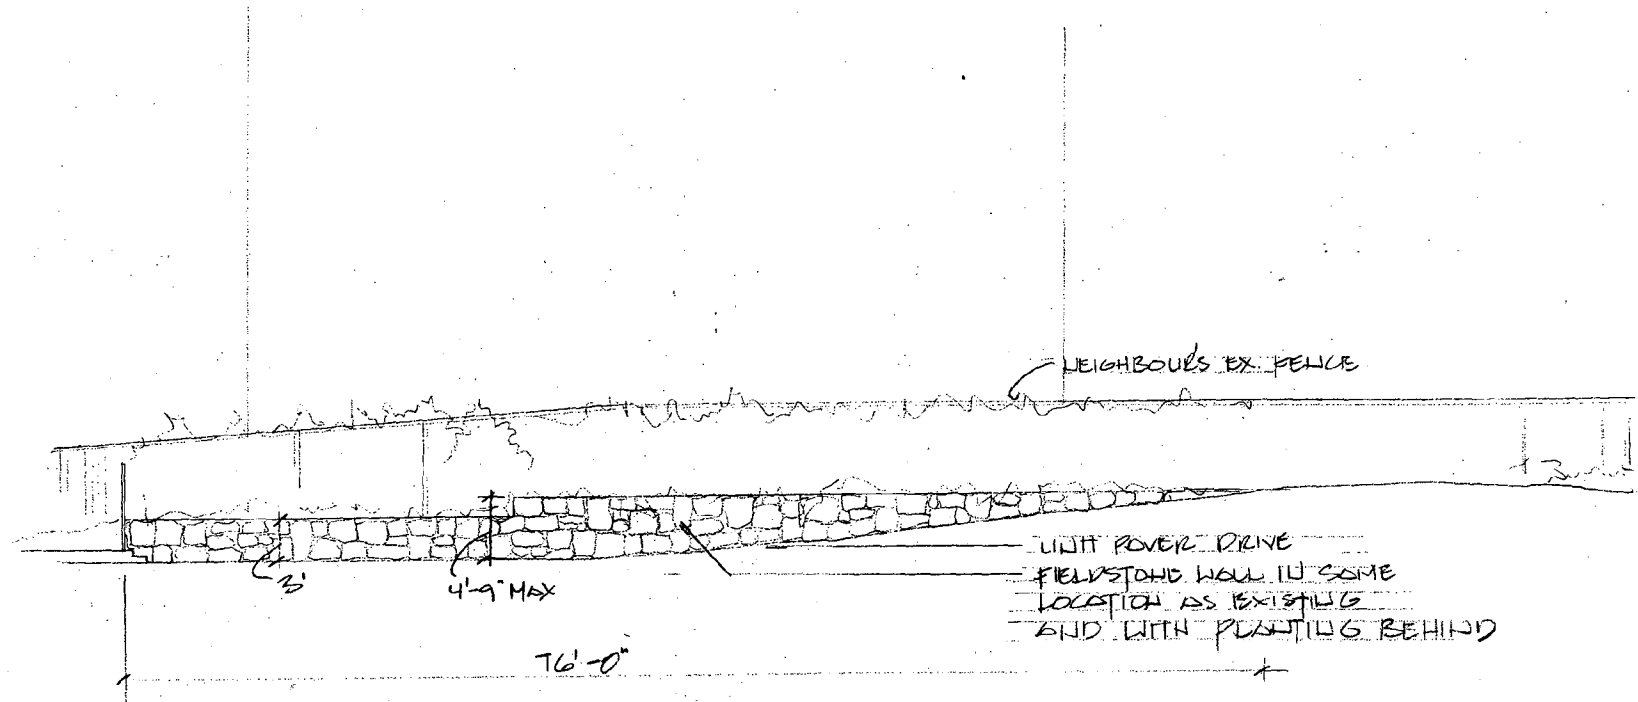 NEIGHBOUR'S EX. FENCE
UNIT PAVER DRIVE
FIELDSTONE WALL IN SAME
LOCATION AS EXISTING
AND WITH PLANTING BEHIND
3'
4'-9" MAX
76'-0"